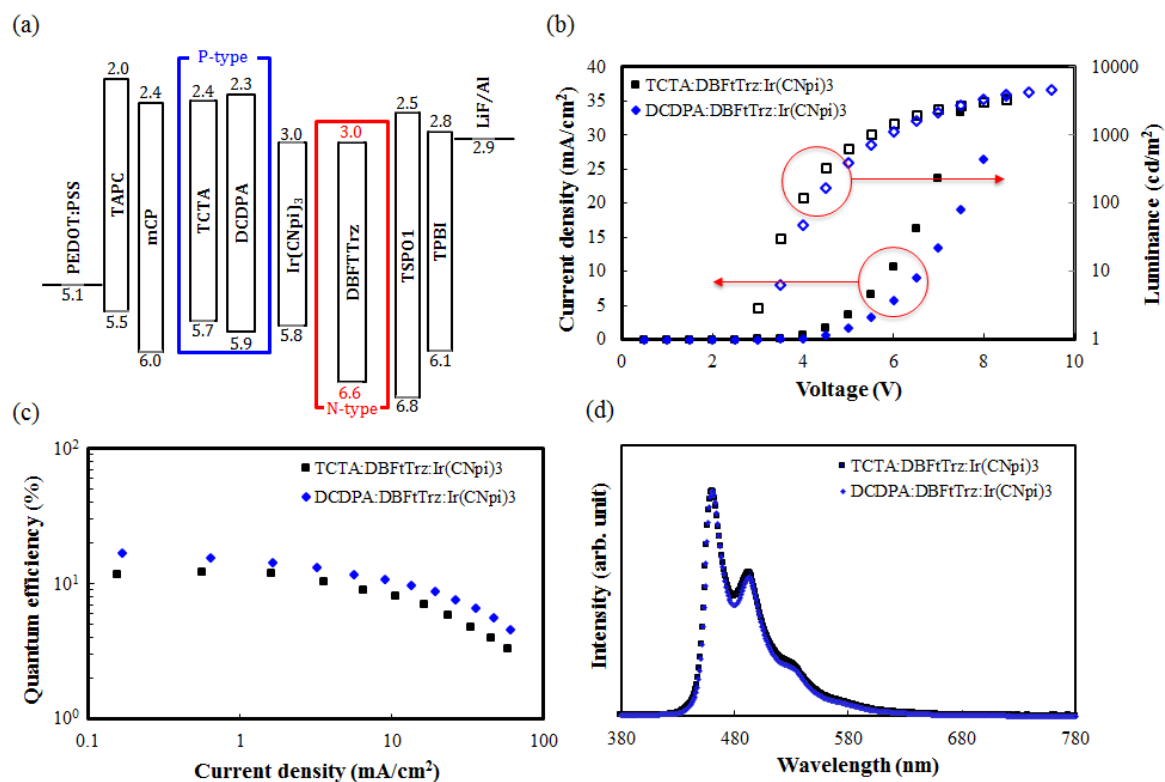 (a)
P-type
2.0
2.4
2.4
2.3
3.0
3.0
2.5
2.8
LiF/Al
2.9
PEDOT:PSS
TAPC
mCP
TCTA
DCDPA
Ir(CNpi)3
DBFTTrz
TSPO1
TPBI
5.1
5.5
6.0
5.7
5.9
5.8
6.6
N-type
6.8
6.1
(b)
40
35
30
25
20
15
10
5
0
Current density (mA/cm2)
TCTA:DBFtTrz:Ir(CNpi)3
DCDPA:DBFtTrz:Ir(CNpi)3
10000
1000
100
10
1
Luminance (cd/m2)
0 2 4 6 8 10
Voltage (V)
(c)
102
101
100
Quantum efficiency (%)
TCTA:DBFtTrz:Ir(CNpi)3
DCDPA:DBFtTrz:Ir(CNpi)3
0.1 1 10 100
Current density (mA/cm2)
(d)
Intensity (arb. unit)
TCTA:DBFtTrz:Ir(CNpi)3
DCDPA:DBFtTrz:Ir(CNpi)3
380 480 580 680 780
Wavelength (nm)